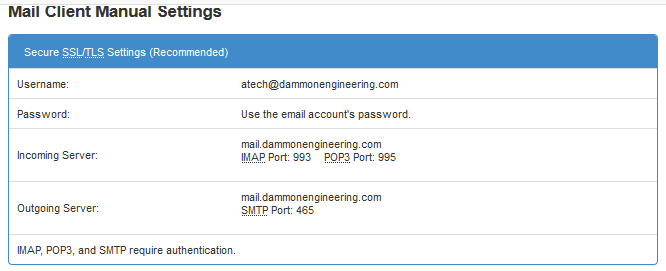 Mail Client Manual Settings
Secure SSL/TLS Settings (Recommended)
Username: atech@dammonengineering.com
Password: Use the email account's password.
Incoming Server: mail.dammonengineering.com
IMAP Port: 993 POP3 Port: 995
Outgoing Server: mail.dammonengineering.com
SMTP Port: 465
IMAP, POP3, and SMTP require authentication.